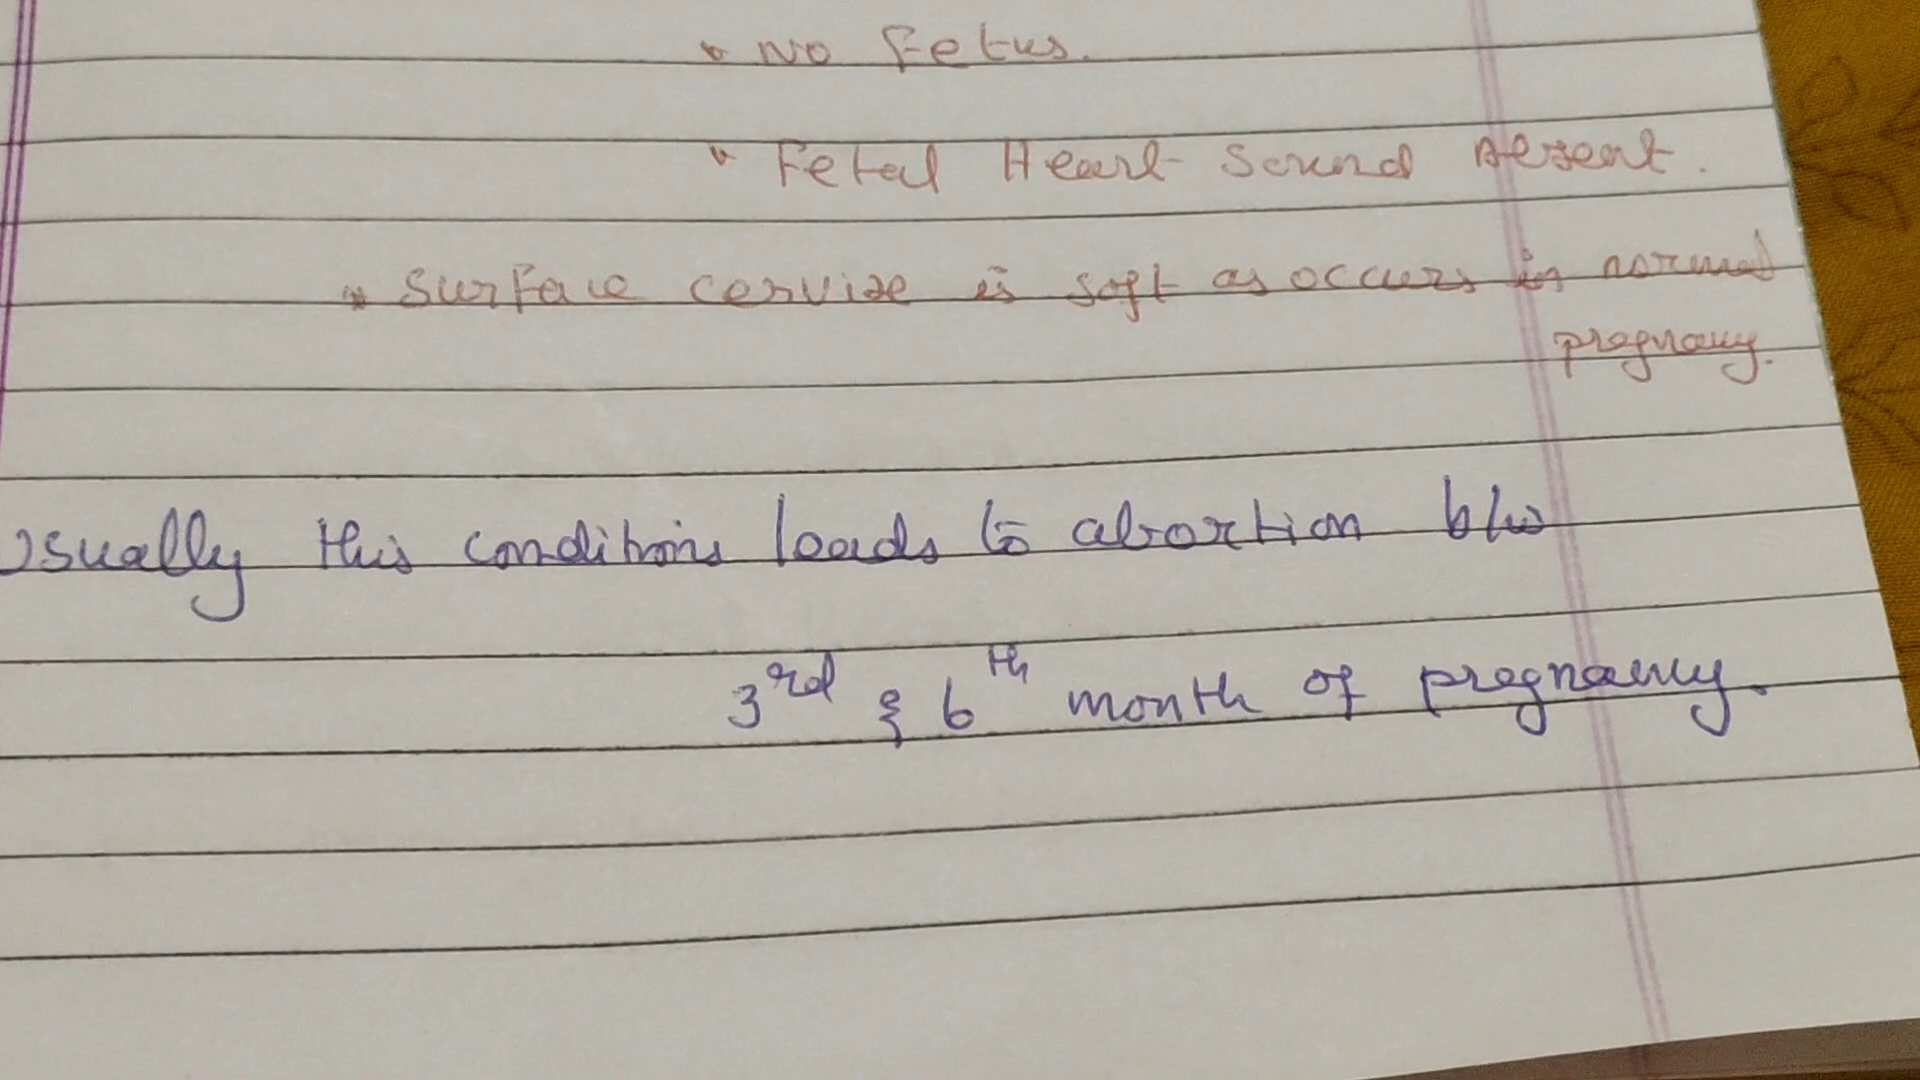 * No Fetus.
* Fetal Heart Sound Absent.
* Surface cervixe is soft as occurs in normal
pregnancy.
Usually this conditions leads to abortion b/w
3rd & 6th month of pregnancy.